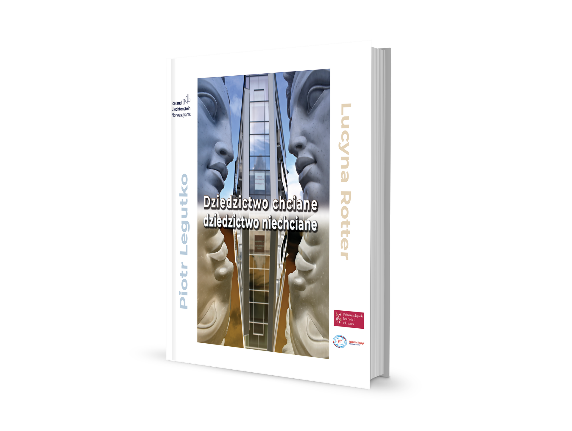 Dziedzictwo chciane
dziedzictwo niechciane
Piotr Legutko
Lucyna Rotter